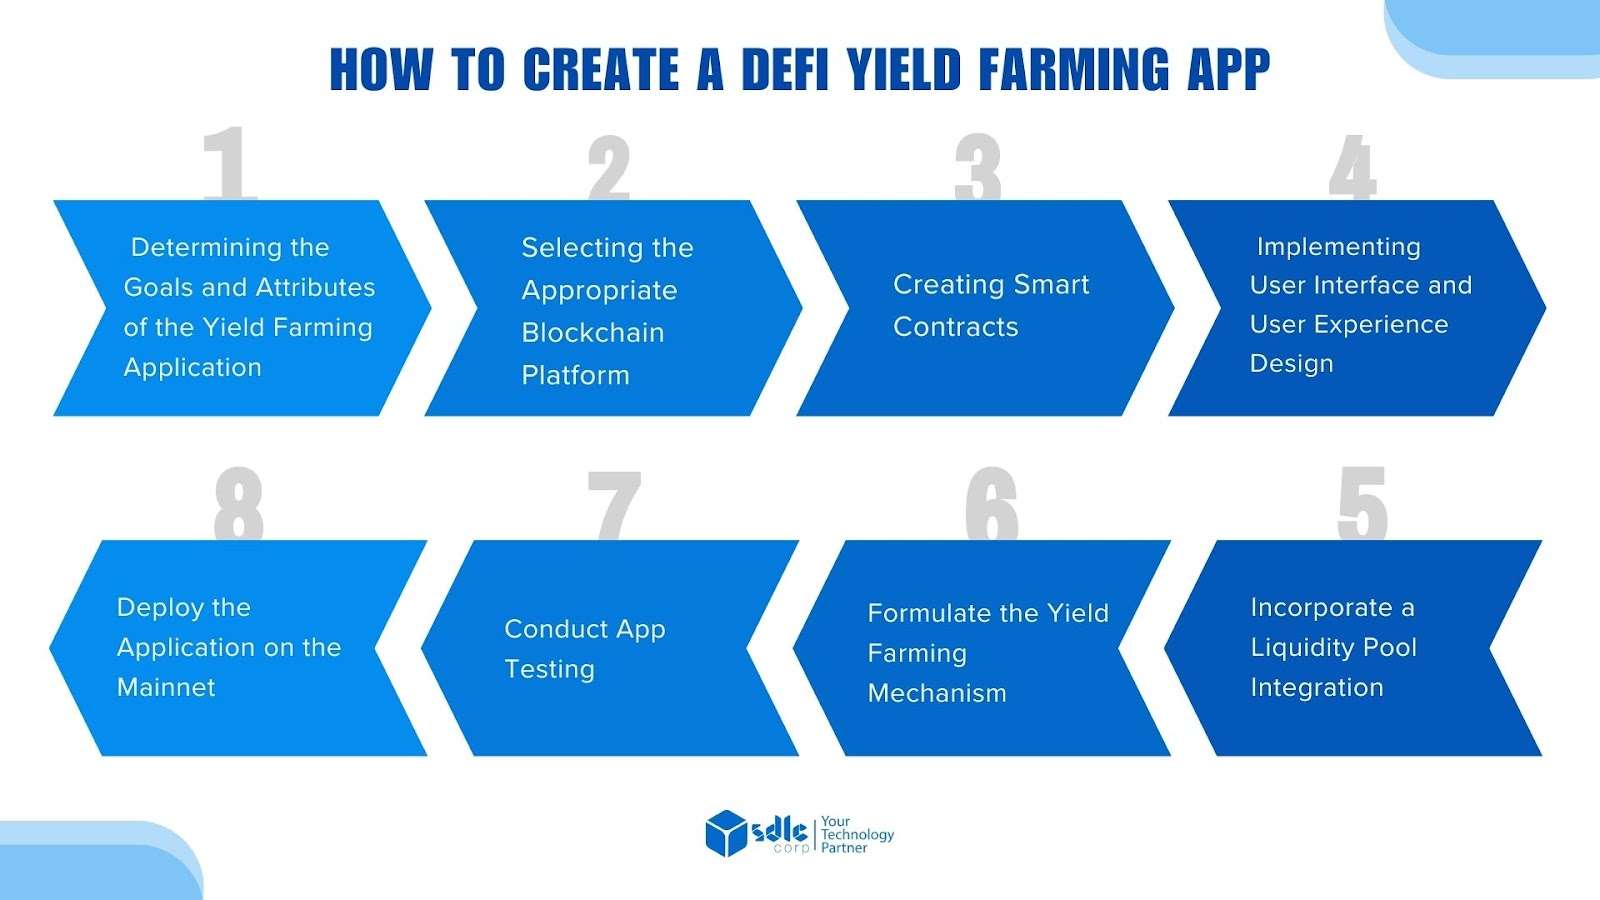 HOW TO CREATE A DEFI YIELD FARMING APP
1
Determining the
Goals and Attributes
of the Yield Farming
Application
2
Selecting the
Appropriate
Blockchain
Platform
3
Creating Smart
Contracts
4
Implementing
User Interface and
User Experience
Design
5
Incorporate a
Liquidity Pool
Integration
6
Formulate the Yield
Farming
Mechanism
7
Conduct App
Testing
8
Deploy the
Application on the
Mainnet
sdlc
corp
Your
Technology
Partner